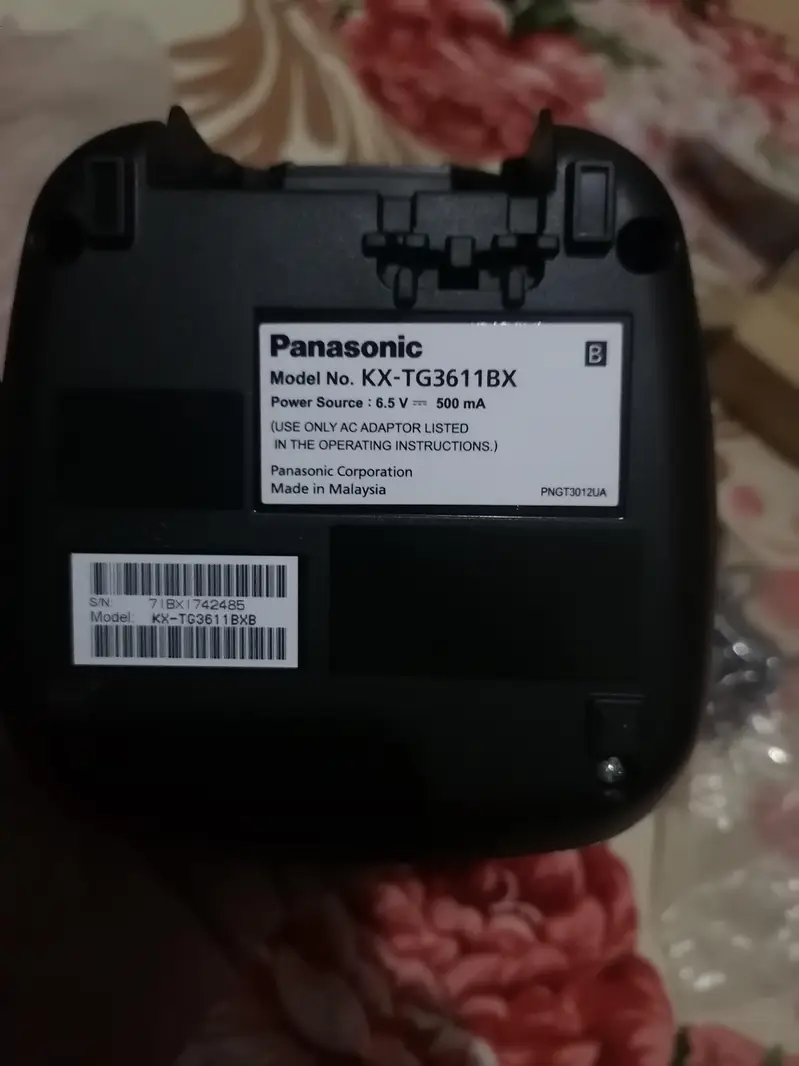 Panasonic
B
Model No. KX-TG3611BX
Power Source : 6.5 V ⎓ 500 mA
(USE ONLY AC ADAPTOR LISTED
IN THE OPERATING INSTRUCTIONS.)
Panasonic Corporation
Made in Malaysia
PNGT3012UA
S/N: 7IBXI742485
Model: KX-TG3611BXB